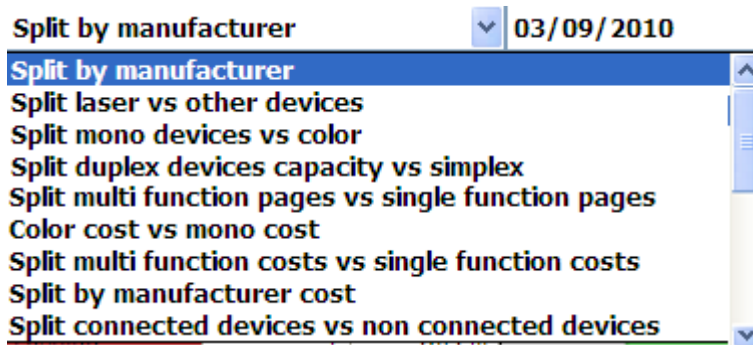 Split by manufacturer 03/09/2010
Split by manufacturer
Split laser vs other devices
Split mono devices vs color
Split duplex devices capacity vs simplex
Split multi function pages vs single function pages
Color cost vs mono cost
Split multi function costs vs single function costs
Split by manufacturer cost
Split connected devices vs non connected devices